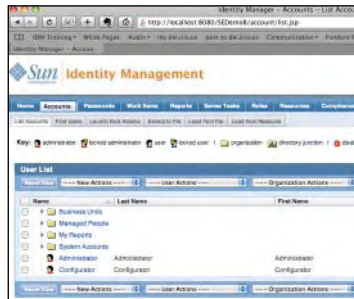 Identity Manager – Accounts – List Accou
http://localhost:8080/SEDemo8/account/list.jsp
Identity Manager – Accoun...
Sun Identity Management
Home Accounts Passwords Work Items Reports Server Tasks Roles Resources Compliance
List Accounts Find Users Launch Bulk Actions Extract to File Load from File Load from Resource
Key: administrator locked administrator user locked user organization directory junction
User List
----- New Actions ----- ----- User Actions ----- ----- Organization Actions -----
Name Last Name First Name
Business Units
Managed People
My Reports
System Accounts
Administrator Administrator Administrator
Configurator Configurator Configurator
----- New Actions ----- ----- User Actions ----- ----- Organization Actions -----